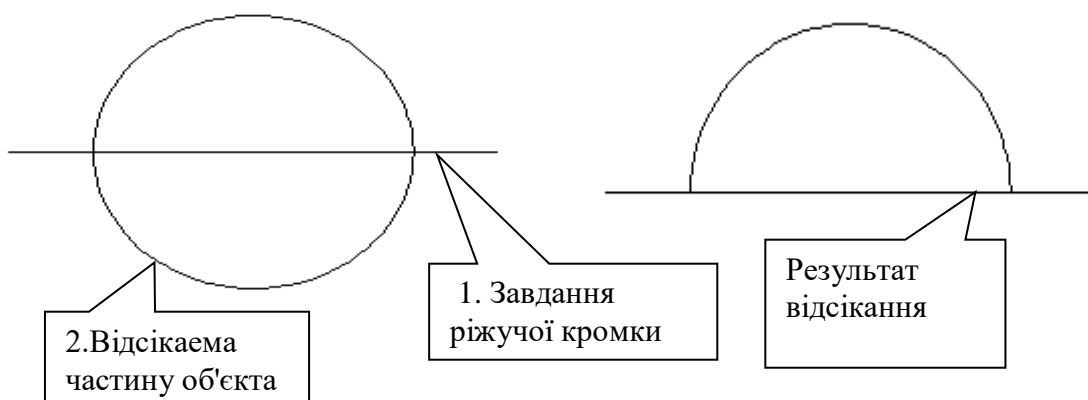 1. Завдання
ріжучої кромки
2.Відсікаема
частину об'єкта
Результат
відсікання